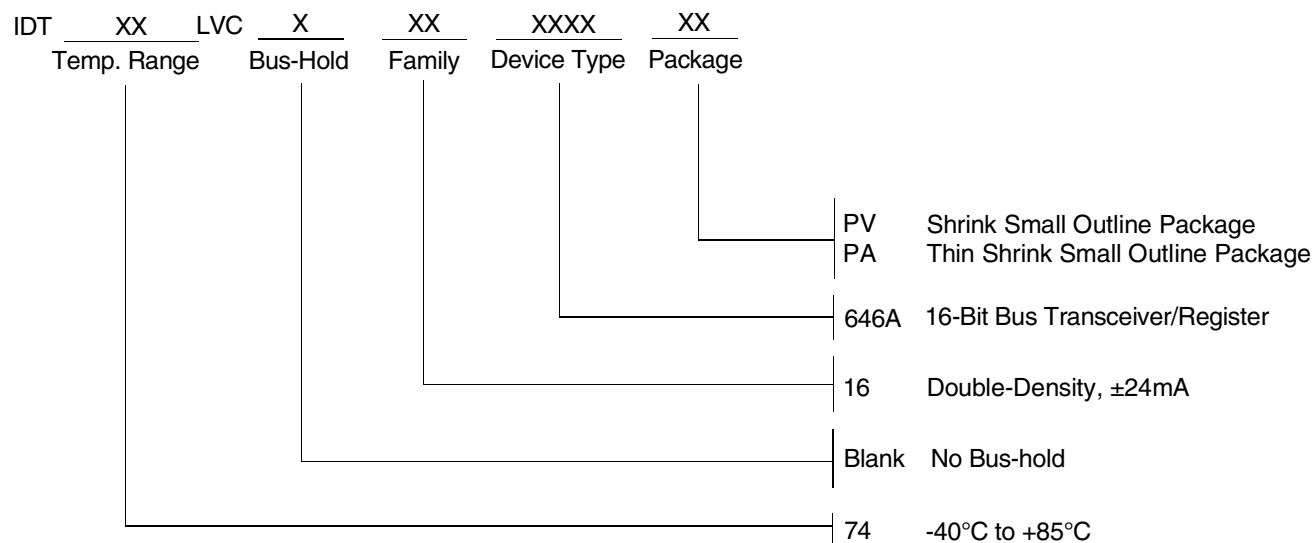 IDT XX LVC X XX XXXX XX
Temp. Range Bus-Hold Family Device Type Package
PV Shrink Small Outline Package
PA Thin Shrink Small Outline Package
646A 16-Bit Bus Transceiver/Register
16 Double-Density, ±24mA
Blank No Bus-hold
74 -40°C to +85°C